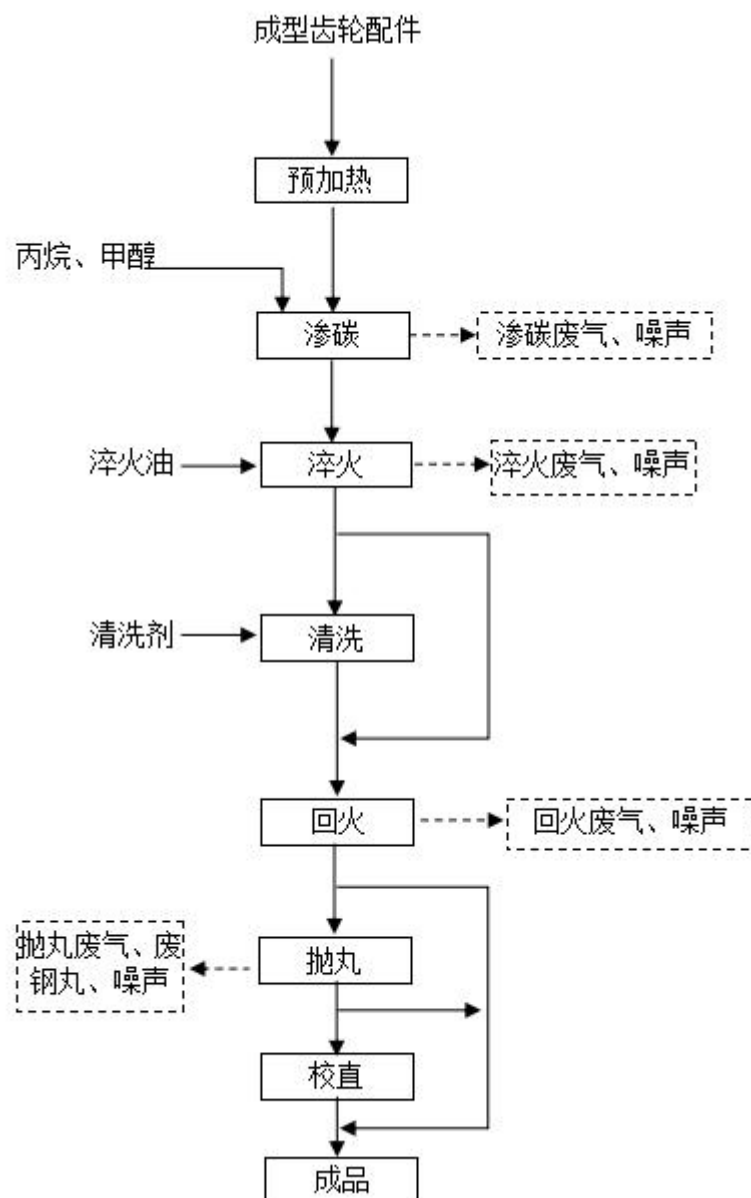 成型齿轮配件
预加热
丙烷、甲醇
渗碳
渗碳废气、噪声
淬火油
淬火
淬火废气、噪声
清洗剂
清洗
回火
回火废气、噪声
抛丸废气、废
钢丸、噪声
抛丸
校直
成品